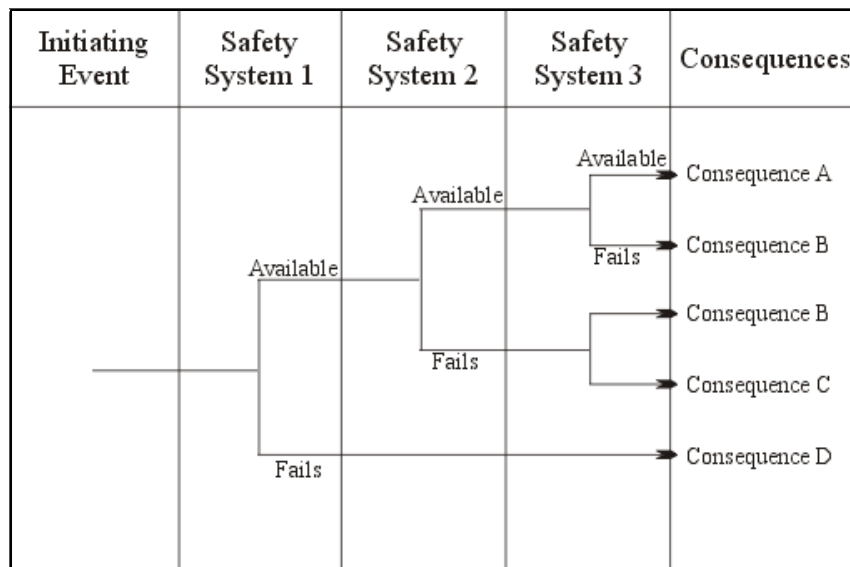 Initiating
Event
Safety
System 1
Safety
System 2
Safety
System 3
Consequences
Available
Consequence A
Available
Fails
Consequence B
Available
Consequence B
Fails
Consequence C
Fails
Consequence D